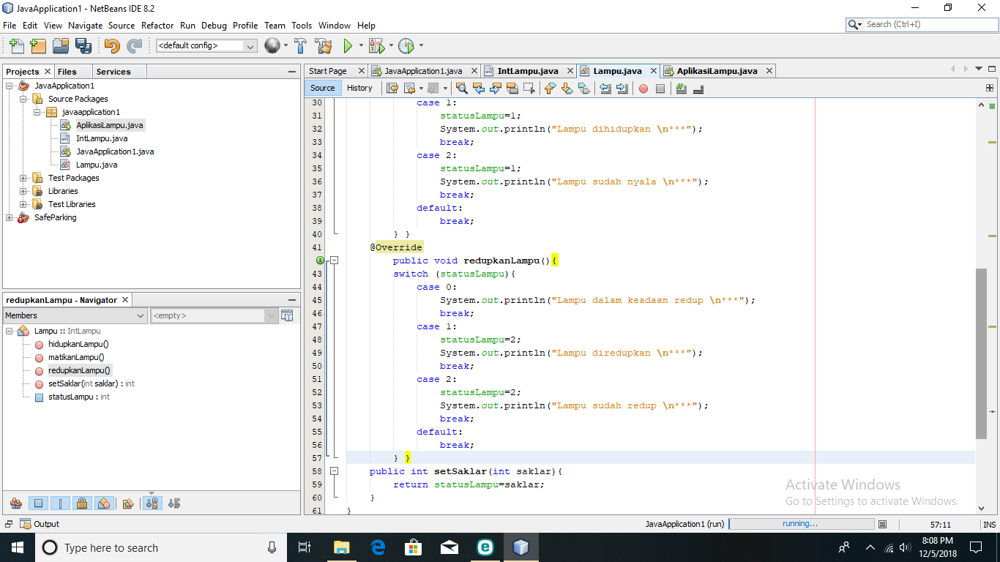 JavaApplication1 - NetBeans IDE 8.2
File Edit View Navigate Source Refactor Run Debug Profile Team Tools Window Help
Search (Ctrl+I)
<default config>
Projects Files Services
JavaApplication1
Source Packages
javaapplication1
AplikasiLampu.java
IntLampu.java
JavaApplication1.java
Lampu.java
Test Packages
Libraries
Test Libraries
SafeParking
redupkanLampu - Navigator
Members <empty>
Lampu :: IntLampu
hidupkanLampu()
matikanLampu()
redupkanLampu()
setSaklar(int saklar) : int
statusLampu : int
Start Page JavaApplication1.java IntLampu.java Lampu.java AplikasiLampu.java
Source History
30 case 1:
31 statusLampu=1;
32 System.out.println("Lampu dihidupkan \n***");
33 break;
34 case 2:
35 statusLampu=1;
36 System.out.println("Lampu sudah nyala \n***");
37 break;
38 default:
39 break;
40 } }
41 @Override
public void redupkanLampu(){
43 switch (statusLampu){
44 case 0:
45 System.out.println("Lampu dalam keadaan redup \n***");
46 break;
47 case 1:
48 statusLampu=2;
49 System.out.println("Lampu diredupkan \n***");
50 break;
51 case 2:
52 statusLampu=2;
53 System.out.println("Lampu sudah redup \n***");
54 break;
55 default:
56 break;
57 } }
58 public int setSaklar(int saklar){
59 return statusLampu=saklar;
60 }
61 }
Activate Windows
Go to Settings to activate Windows.
Output
JavaApplication1 (run) running... 57:11 INS
Type here to search
8:08 PM
12/5/2018